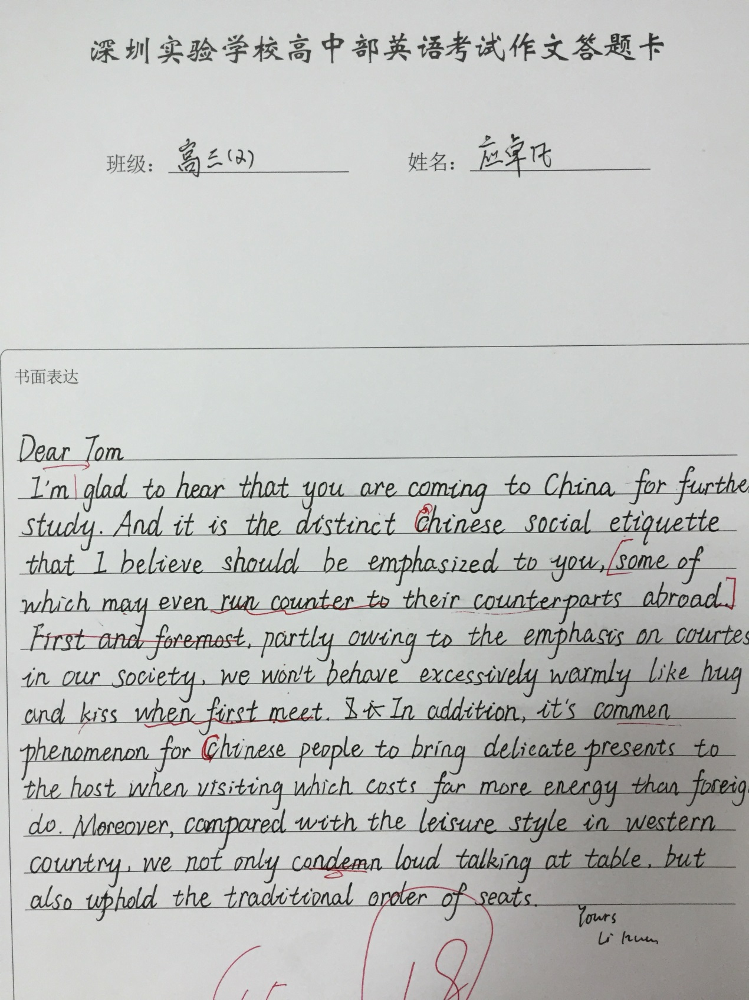 深圳实验学校高中部英语考试作文答题卡
班级： 高三(2) 姓名： 应卓凡
书面表达
Dear Tom
I'm glad to hear that you are coming to China for furthe
study. And it is the distinct Chinese social etiquette
that I believe should be emphasized to you, some of
which may even run counter to their counterparts abroad.
First and foremost, partly owing to the emphasis on courtes
in our society, we won't behave excessively warmly like hug
and kiss when first meet. In addition, it's commen
phenomenon for Chinese people to bring delicate presents to
the host when visiting which costs far more energy than foreig
do. Moreover, compared with the leisure style in western
country, we not only condemn loud talking at table, but
also uphold the traditional order of seats.
Yours
Li Hua
18